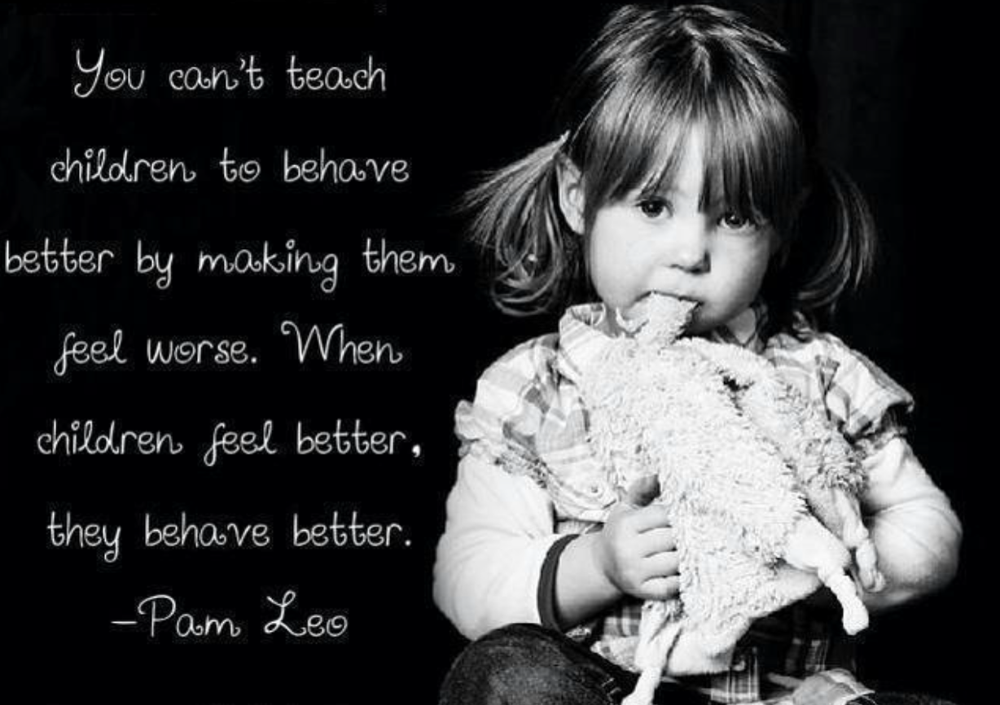 You can't teach
children to behave
better by making them
feel worse. When
children feel better,
they behave better.
-Pam Leo